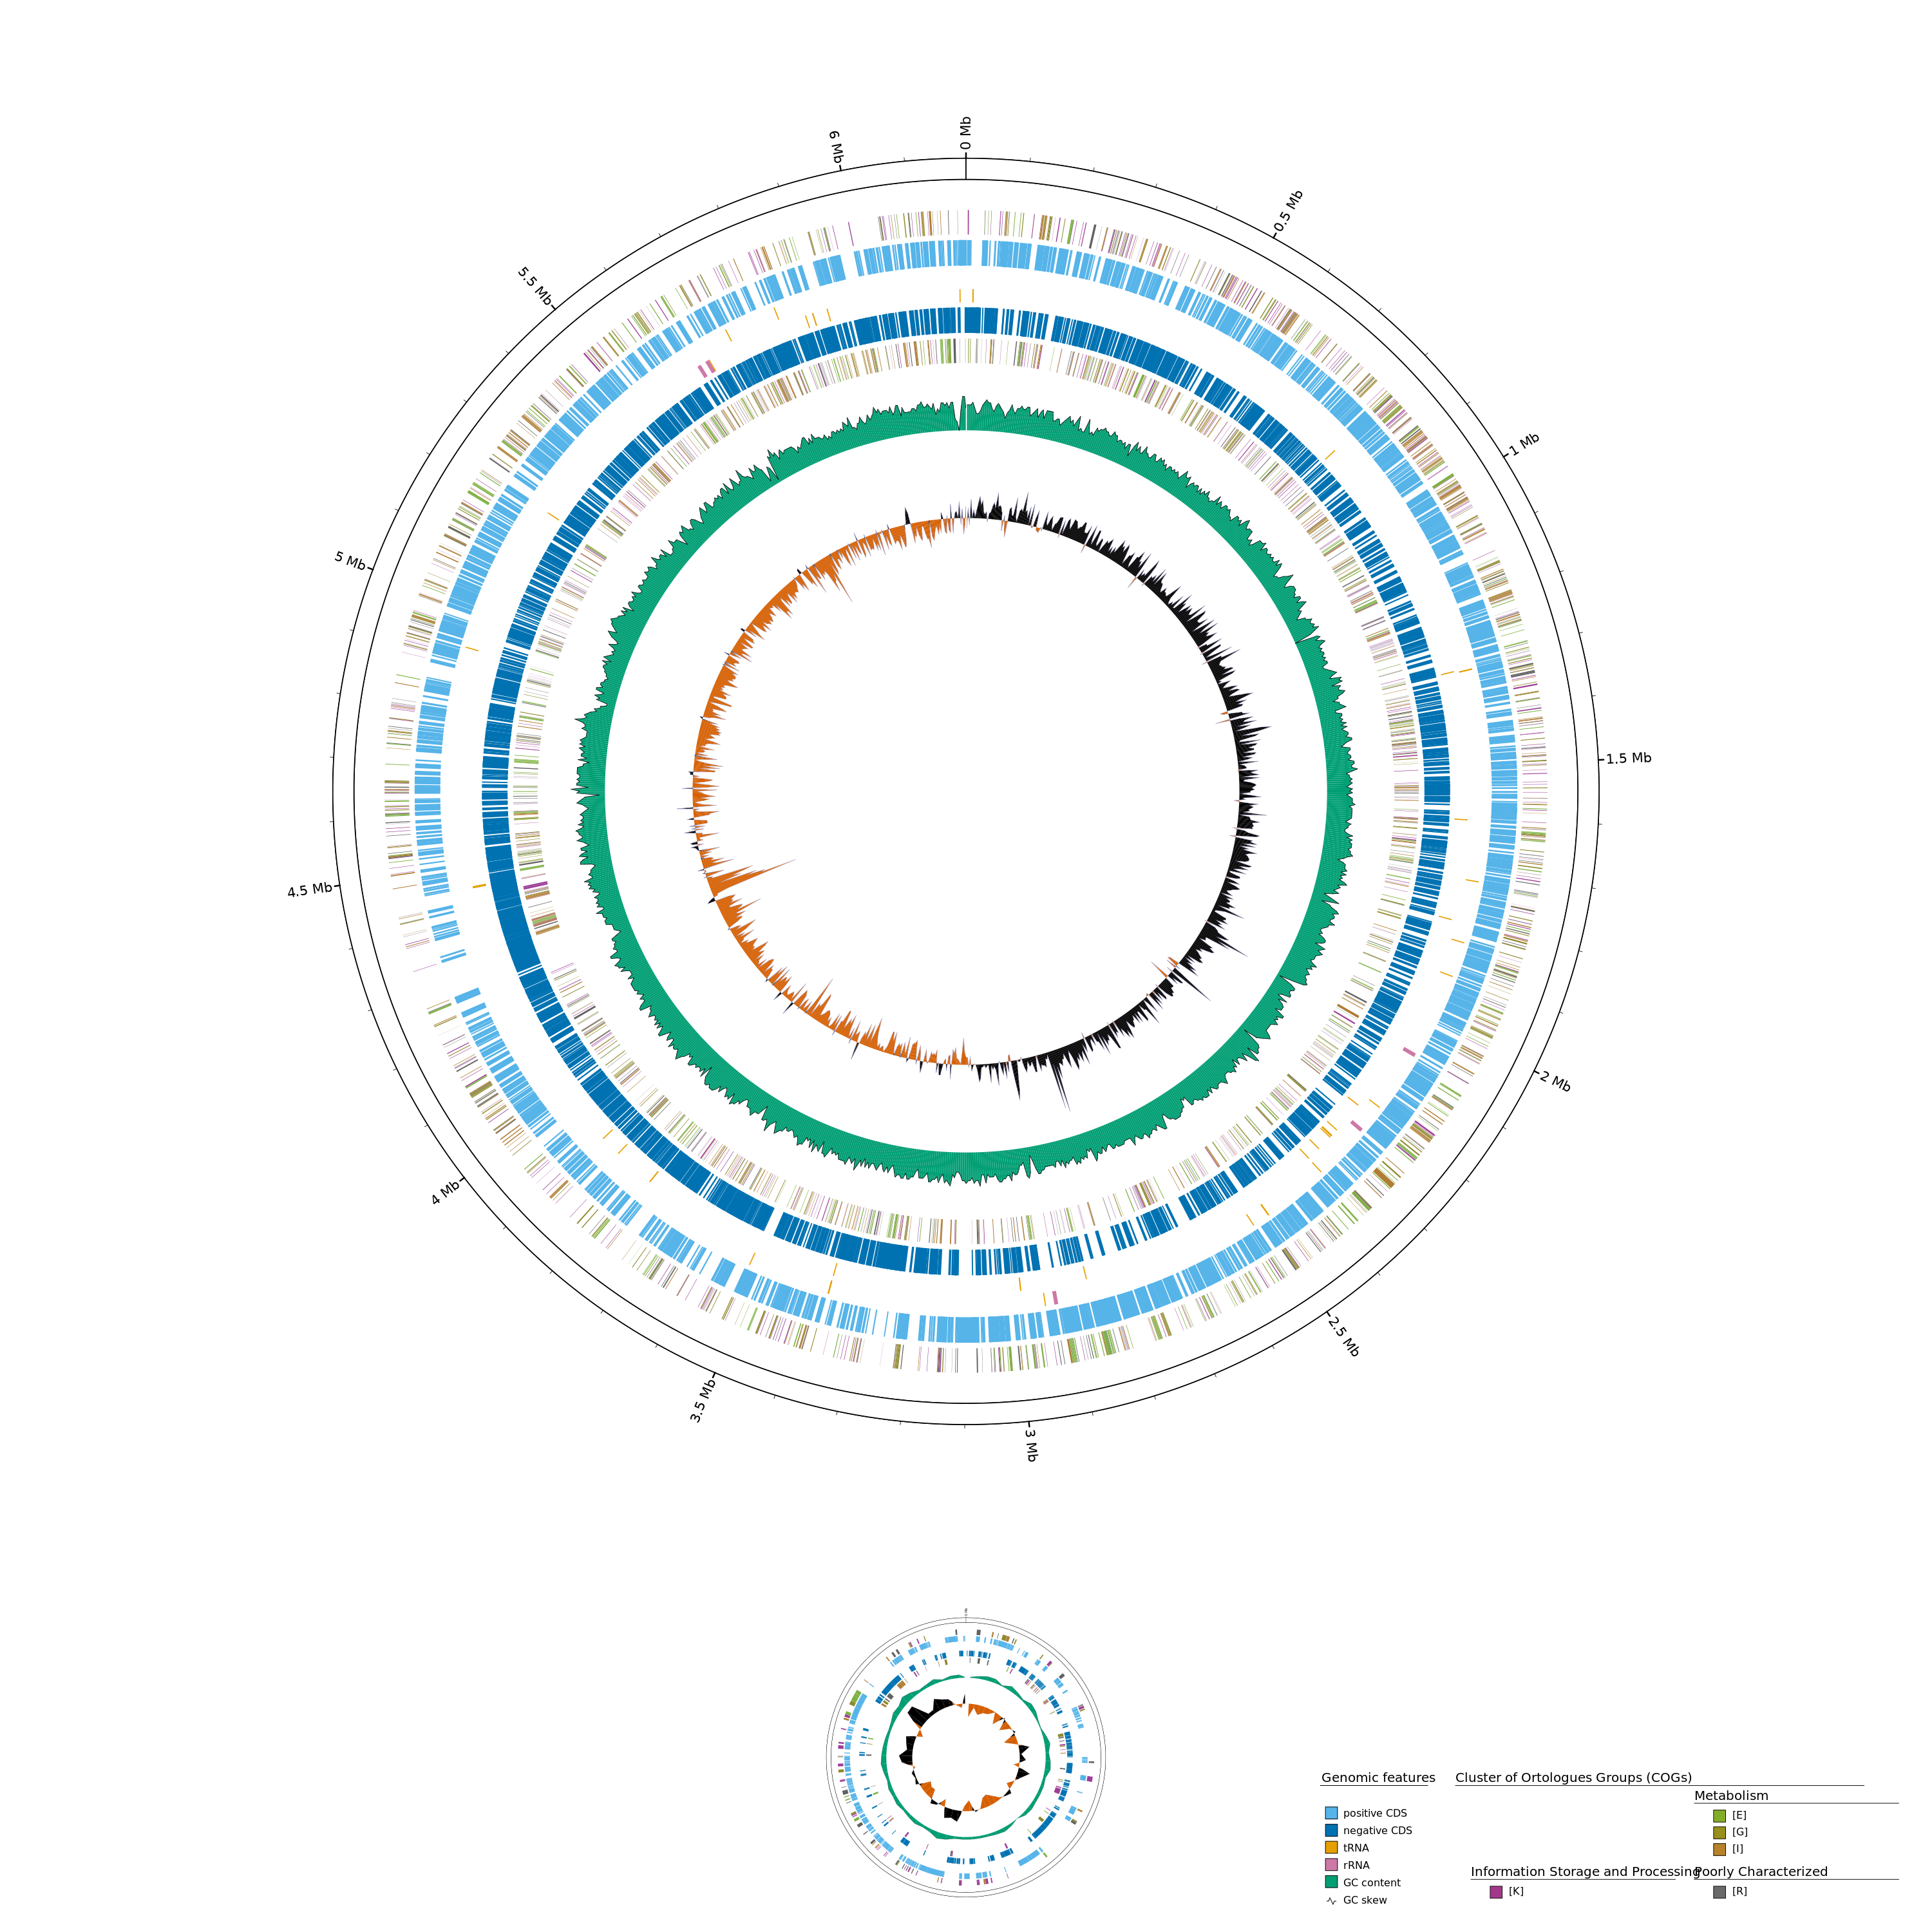 0 Mb
0.5 Mb
1 Mb
1.5 Mb
2 Mb
2.5 Mb
3 Mb
3.5 Mb
4 Mb
4.5 Mb
5 Mb
5.5 Mb
6 Mb
Genomic features
positive CDS
negative CDS
tRNA
rRNA
GC content
GC skew
Cluster of Ortologues Groups (COGs)
Metabolism
[E]
[G]
[I]
Information Storage and Processing
[K]
Poorly Characterized
[R]